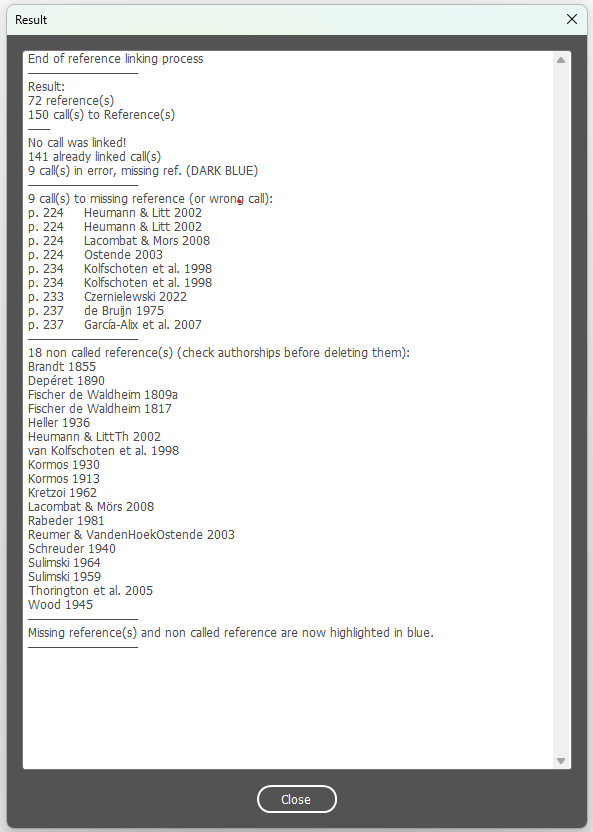 Result
End of reference linking process
Result:
72 reference(s)
150 call(s) to Reference(s)
No call was linked!
141 already linked call(s)
9 call(s) in error, missing ref. (DARK BLUE)
9 call(s) to missing reference (or wrong call):
p. 224 Heumann & Litt 2002
p. 224 Heumann & Litt 2002
p. 224 Lacombat & Mors 2008
p. 224 Ostende 2003
p. 234 Kolfschoten et al. 1998
p. 234 Kolfschoten et al. 1998
p. 233 Czernielewski 2022
p. 237 de Bruijn 1975
p. 237 García-Alix et al. 2007
18 non called reference(s) (check authorships before deleting them):
Brandt 1855
Depéret 1890
Fischer de Waldheim 1809a
Fischer de Waldheim 1817
Heller 1936
Heumann & LittTh 2002
van Kolfschoten et al. 1998
Kormos 1930
Kormos 1913
Kretzoi 1962
Lacombat & Mörs 2008
Rabeder 1981
Reumer & VandenHoekOstende 2003
Schreuder 1940
Sulimski 1964
Sulimski 1959
Thorington et al. 2005
Wood 1945
Missing reference(s) and non called reference are now highlighted in blue.
Close